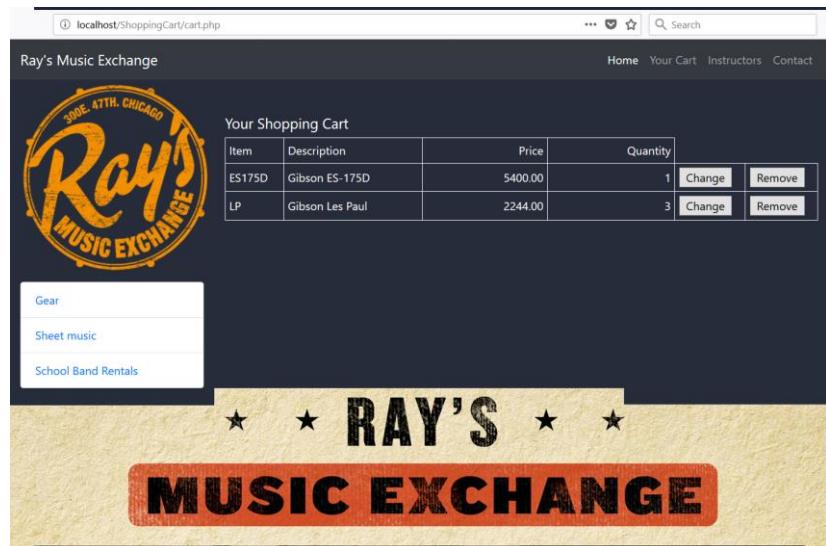 localhost/ShoppingCart/cart.php
Search
Ray's Music Exchange
Home Your Cart Instructors Contact
300E. 47TH. CHICAGO
Ray's
MUSIC EXCHANGE
Your Shopping Cart
Item Description Price Quantity
ES175D Gibson ES-175D 5400.00 1 Change Remove
LP Gibson Les Paul 2244.00 3 Change Remove
Gear
Sheet music
School Band Rentals
RAY'S
MUSIC EXCHANGE